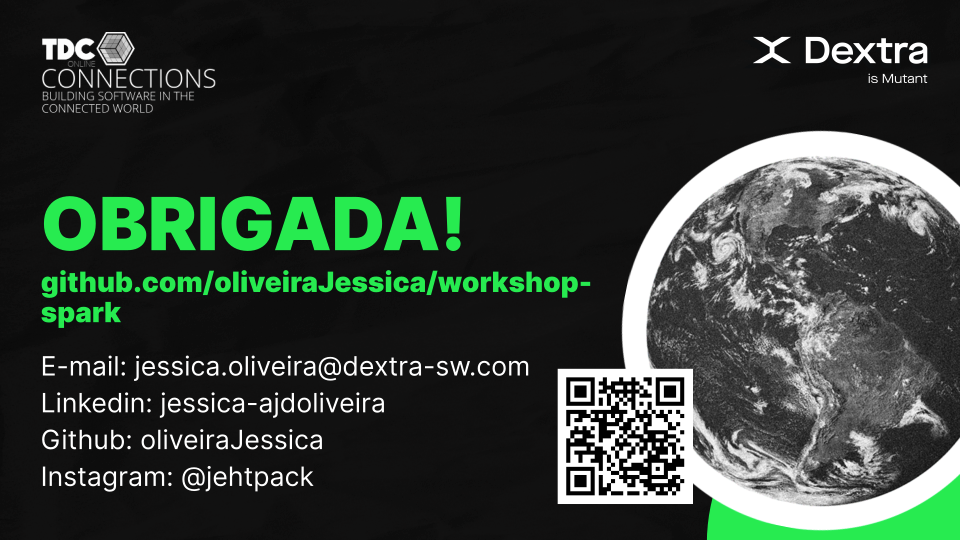 TDC
ONLINE
CONNECTIONS
BUILDING SOFTWARE IN THE
CONNECTED WORLD
Dextra
is Mutant
OBRIGADA!
github.com/oliveiraJessica/workshop-
spark
E-mail: jessica.oliveira@dextra-sw.com
Linkedin: jessica-ajdoliveira
Github: oliveiraJessica
Instagram: @jehtpack